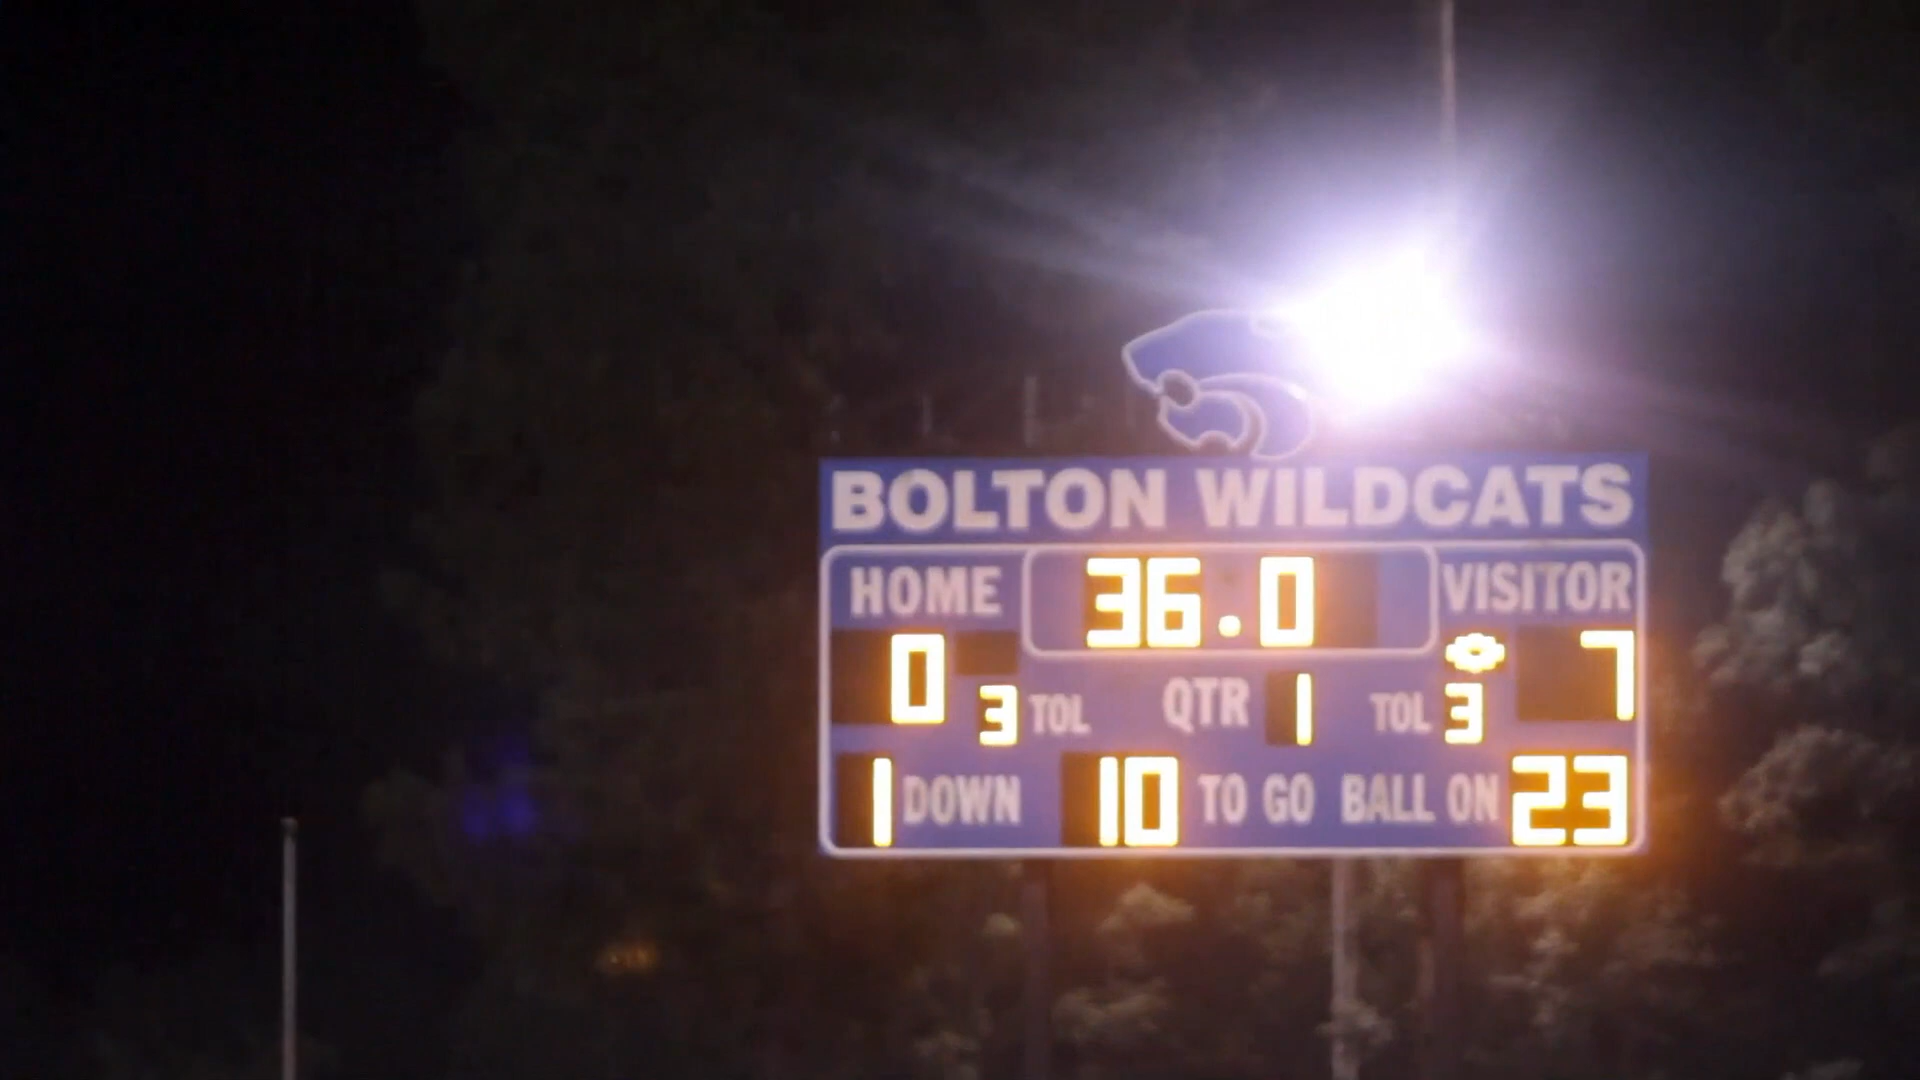 BOLTON WILDCATS
HOME 36.0 VISITOR
0 7
3 TOL QTR 1 TOL 3
1 DOWN 10 TO GO BALL ON 23